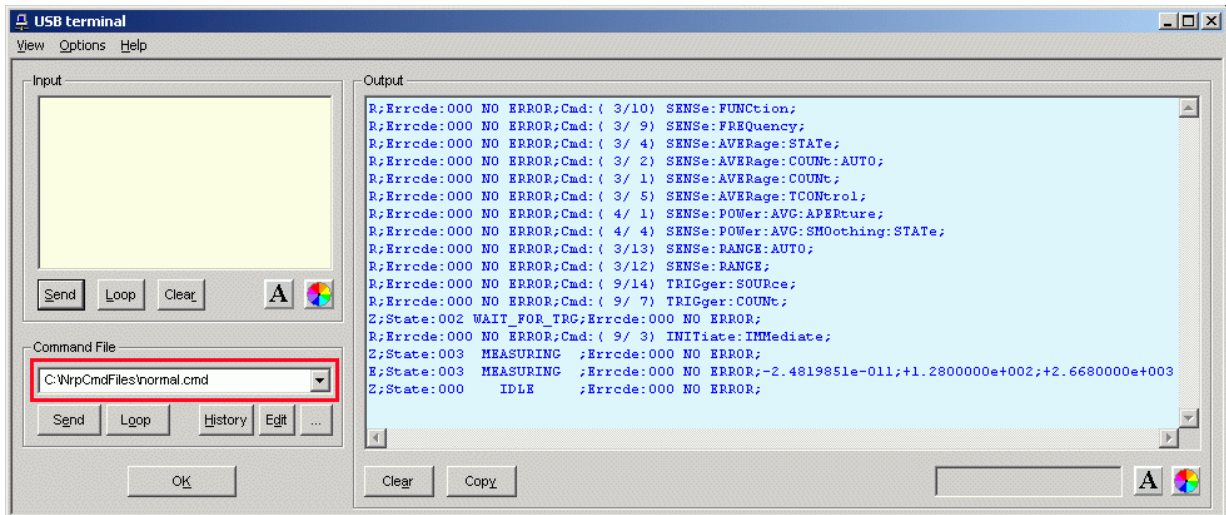 USB terminal
View Options Help
Input
Send Loop Clear A
Command File
C:\NrpCmdFiles\normal.cmd
Send Loop History Edit ...
OK
Output
R;Errcde:000 NO ERROR;Cmd:( 3/10) SENSe:FUNCtion;
R;Errcde:000 NO ERROR;Cmd:( 3/ 9) SENSe:FREQuency;
R;Errcde:000 NO ERROR;Cmd:( 3/ 4) SENSe:AVERage:STATe;
R;Errcde:000 NO ERROR;Cmd:( 3/ 2) SENSe:AVERage:COUNt:AUTO;
R;Errcde:000 NO ERROR;Cmd:( 3/ 1) SENSe:AVERage:COUNt;
R;Errcde:000 NO ERROR;Cmd:( 3/ 5) SENSe:AVERage:TCONtrol;
R;Errcde:000 NO ERROR;Cmd:( 4/ 1) SENSe:POWer:AVG:APERture;
R;Errcde:000 NO ERROR;Cmd:( 4/ 4) SENSe:POWer:AVG:SMOothing:STATe;
R;Errcde:000 NO ERROR;Cmd:( 3/13) SENSe:RANGE:AUTO;
R;Errcde:000 NO ERROR;Cmd:( 3/12) SENSe:RANGE;
R;Errcde:000 NO ERROR;Cmd:( 9/14) TRIGger:SOURce;
R;Errcde:000 NO ERROR;Cmd:( 9/ 7) TRIGger:COUNt;
Z;State:002 WAIT_FOR_TRG;Errcde:000 NO ERROR;
R;Errcde:000 NO ERROR;Cmd:( 9/ 3) INITiate:IMMediate;
Z;State:003  MEASURING  ;Errcde:000 NO ERROR;
E;State:003  MEASURING  ;Errcde:000 NO ERROR;-2.4819851e-011;+1.2800000e+002;+2.6680000e+003
Z;State:000    IDLE     ;Errcde:000 NO ERROR;
Clear Copy A